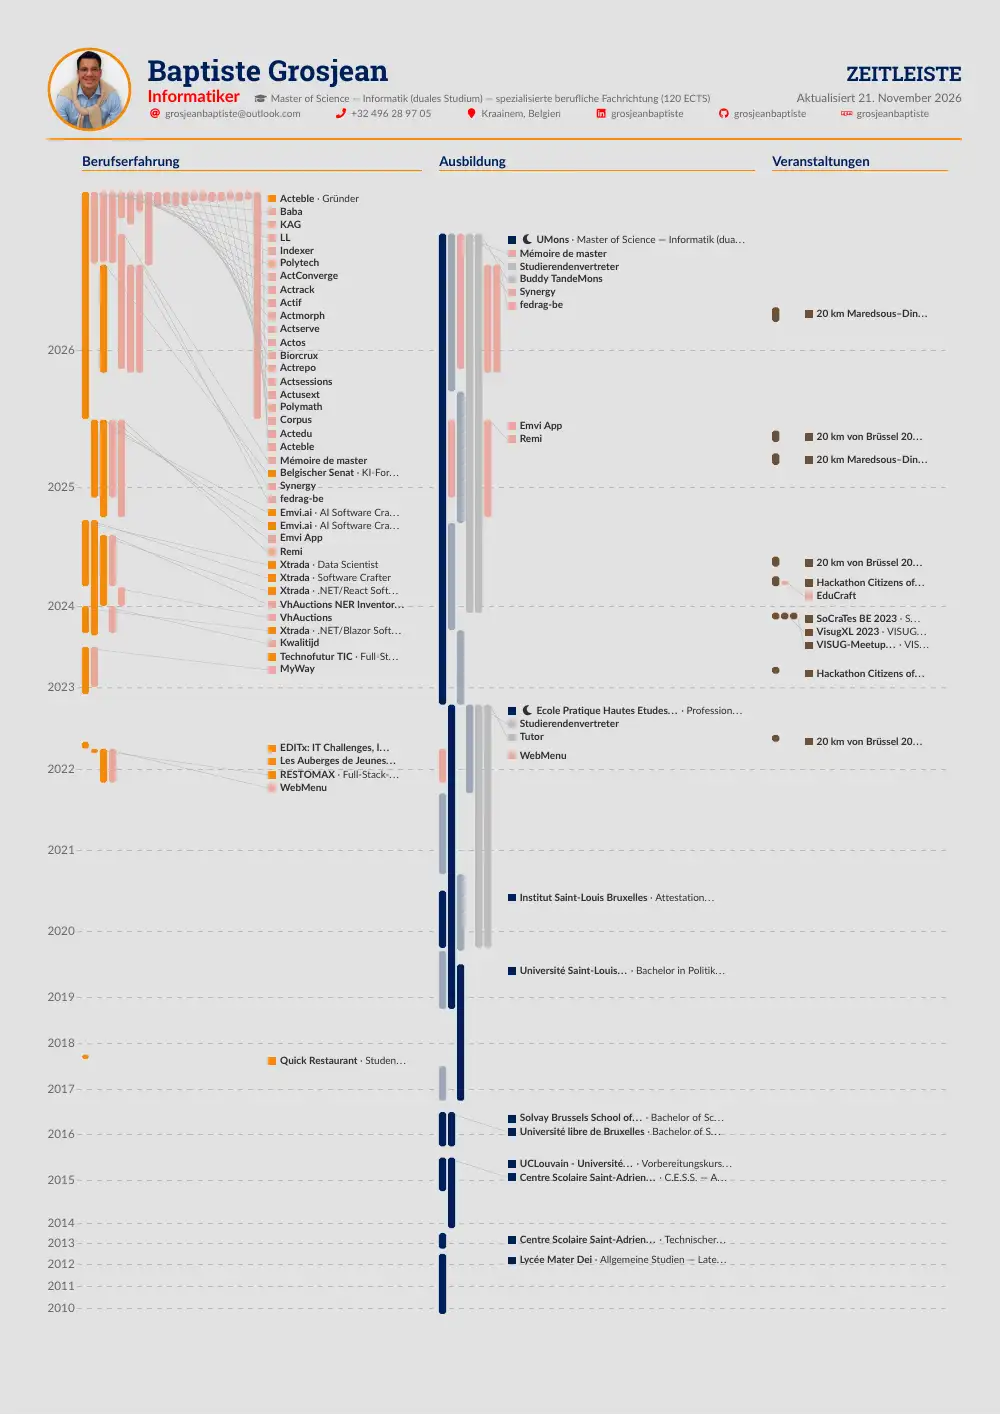 Baptiste Grosjean
ZEITLEISTE
Informatiker
Master of Science — Informatik (duales Studium) — spezialisierte berufliche Fachrichtung (120 ECTS)
Aktualisiert 21. November 2026
grosjeanbaptiste@outlook.com
+32 496 28 97 05
Kraainem, Belgien
grosjeanbaptiste
grosjeanbaptiste
grosjeanbaptiste
Berufserfahrung
Acteble · Gründer
Baba
KAG
LL
Indexer
Polytech
ActConverge
Actrack
Actif
Actmorph
Actserve
Actos
Biorcrux
Actrepo
Actsessions
Actusext
Polymath
Corpus
Actedu
Acteble
Mémoire de master
Belgischer Senat · KI-For...
Synergy
fedrag-be
Emvi.ai · AI Software Cra...
Emvi.ai · AI Software Cra...
Emvi App
Remi
Xtrada · Data Scientist
Xtrada · Software Crafter
Xtrada · .NET/React Soft...
VhAuctions NER Inventor...
VhAuctions
Xtrada · .NET/Blazor Soft...
Kwalitijd
Technofutur TIC · Full-St...
MyWay
EDITx: IT Challenges, I...
Les Auberges de Jeunes...
RESTOMAX · Full-Stack-...
WebMenu
Quick Restaurant · Studen...
Ausbildung
UMons · Master of Science — Informatik (dua...
Mémoire de master
Studierendenvertreter
Buddy TandeMons
Synergy
fedrag-be
Emvi App
Remi
Ecole Pratique Hautes Etudes... · Profession...
Studierendenvertreter
Tutor
WebMenu
Institut Saint-Louis Bruxelles · Attestation...
Université Saint-Louis... · Bachelor in Politik...
Solvay Brussels School of... · Bachelor of Sc...
Université libre de Bruxelles · Bachelor of S...
UCLouvain - Université... · Vorbereitungskurs...
Centre Scolaire Saint-Adrien... · C.E.S.S. — A...
Centre Scolaire Saint-Adrien... · Technischer...
Lycée Mater Dei · Allgemeine Studien — Late...
Veranstaltungen
20 km Maredsous–Din...
20 km von Brüssel 20...
20 km Maredsous–Din...
20 km von Brüssel 20...
Hackathon Citizens of...
EduCraft
SoCraTes BE 2023 · S...
VisugXL 2023 · VISUG...
VISUG-Meetup... · VIS...
Hackathon Citizens of...
20 km von Brüssel 20...
2026
2025
2024
2023
2022
2021
2020
2019
2018
2017
2016
2015
2014
2013
2012
2011
2010